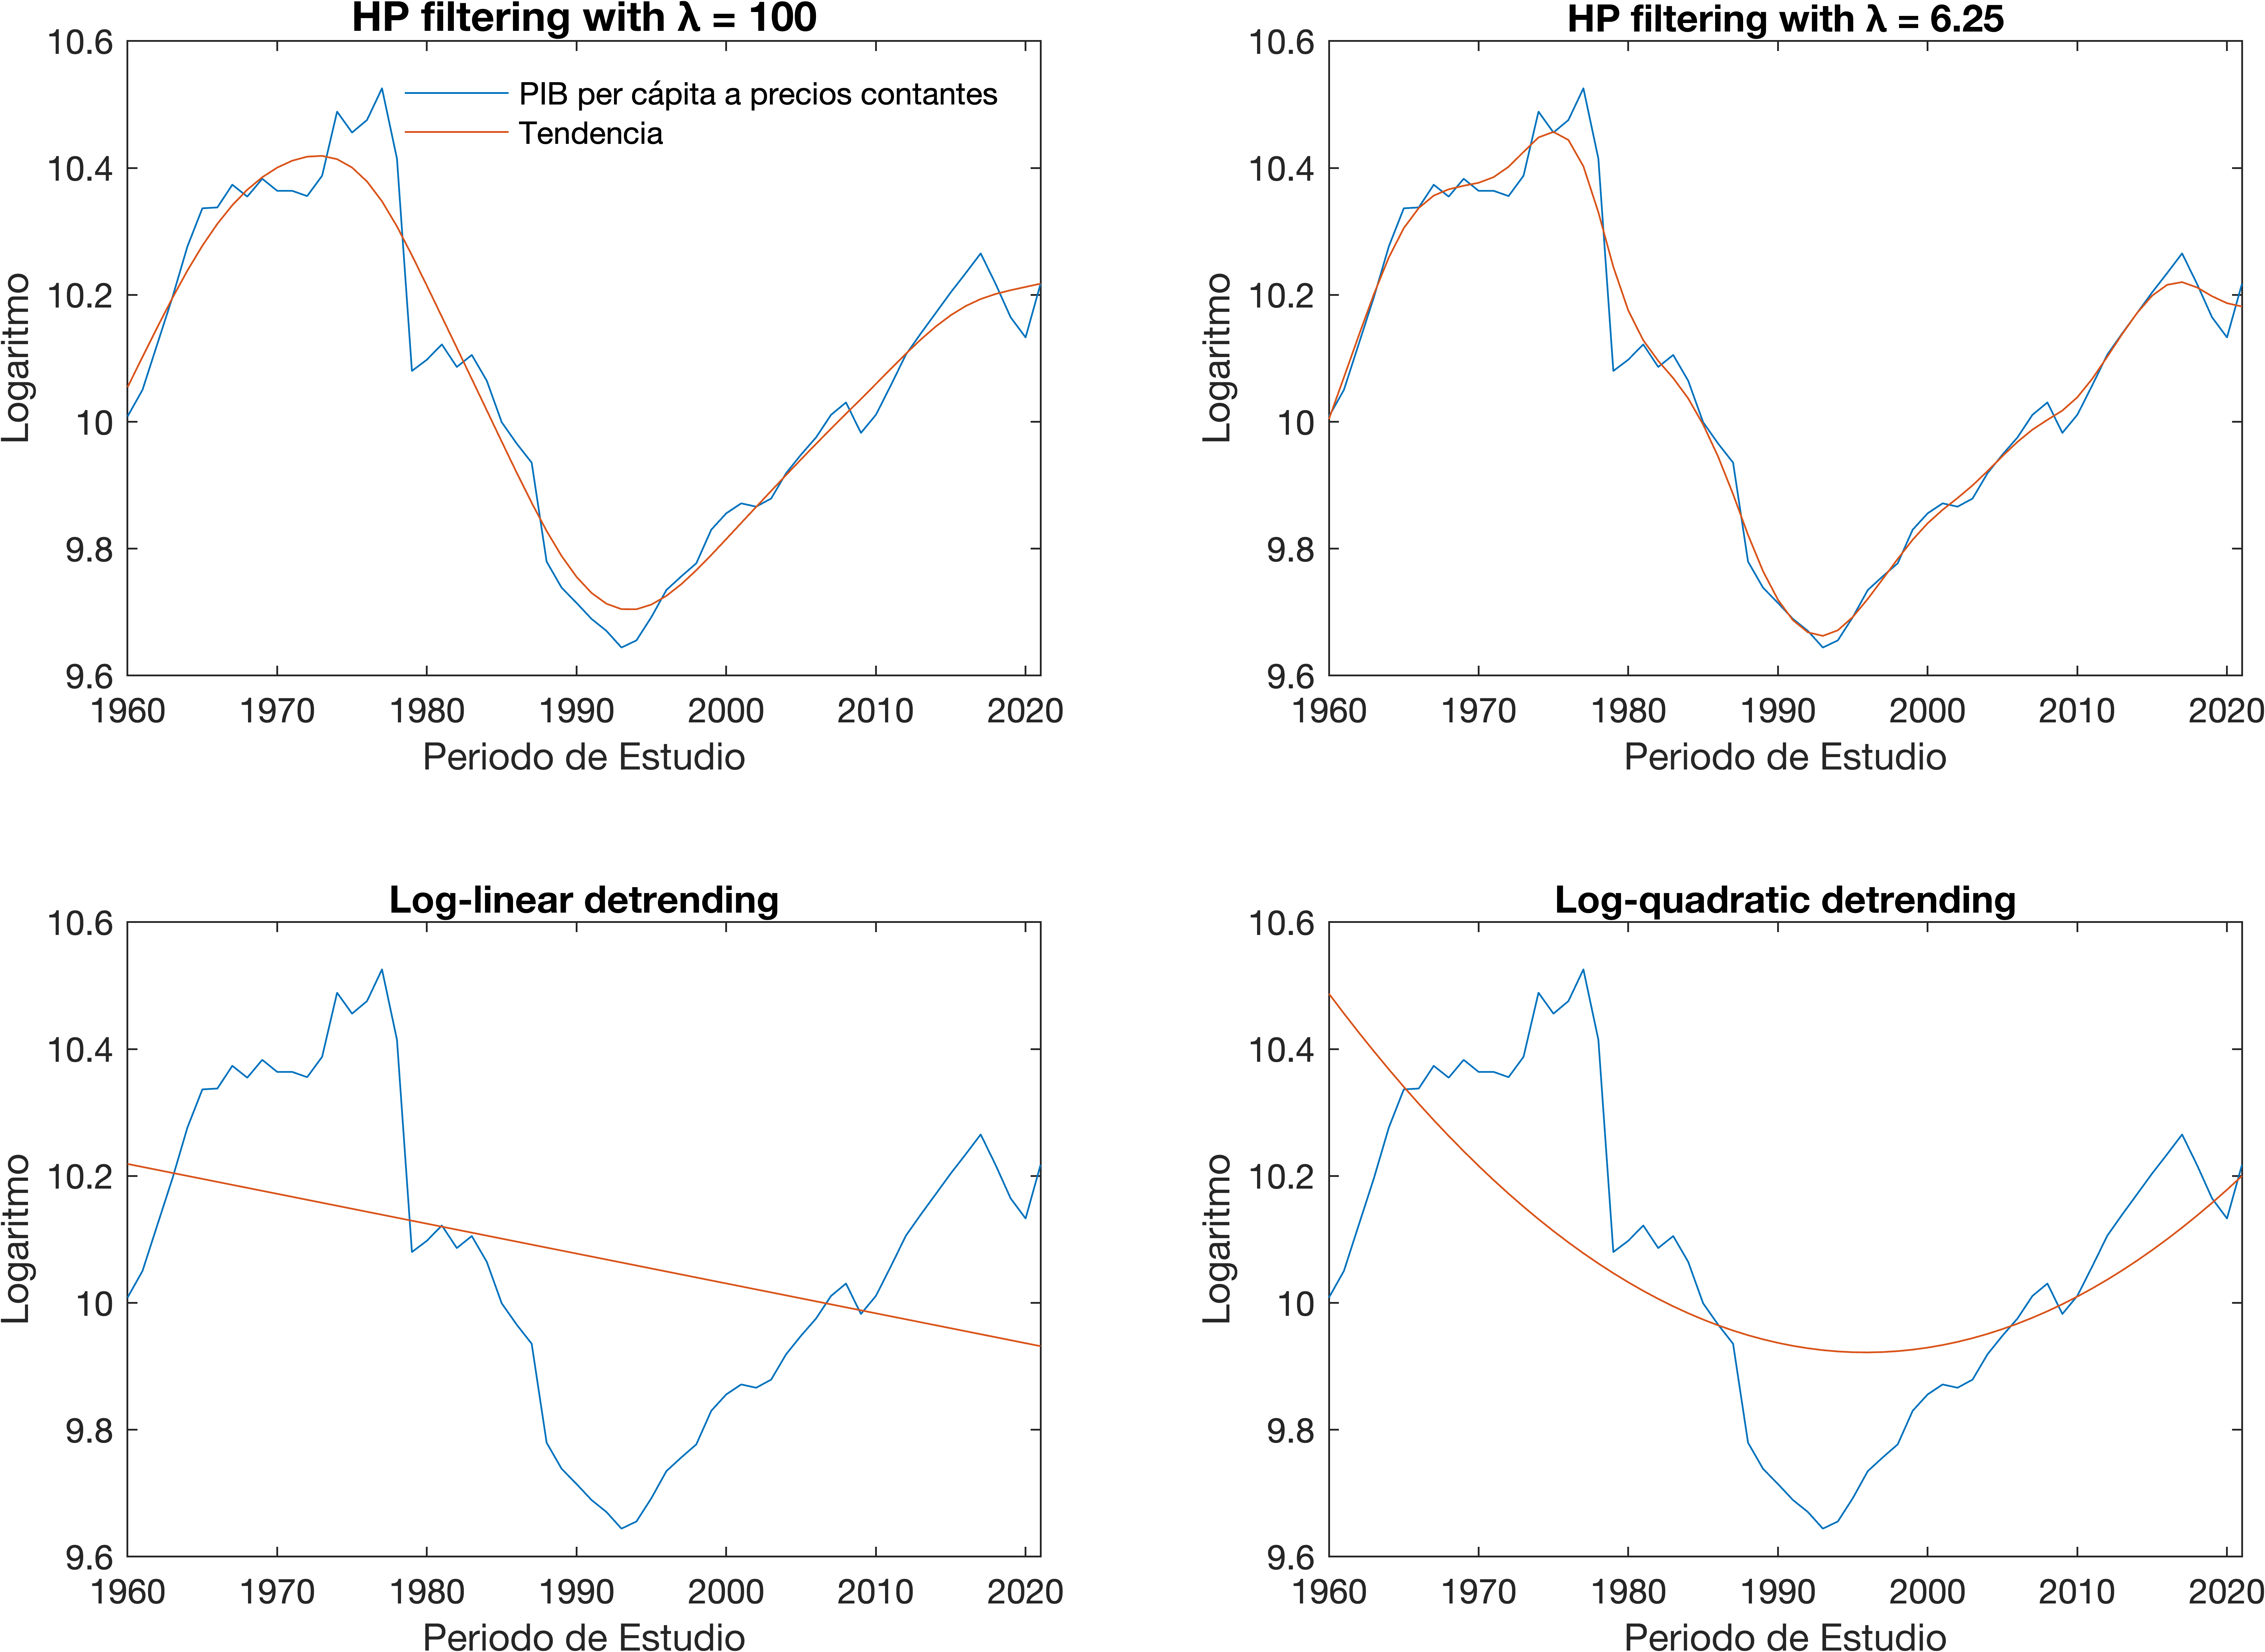 HP filtering with λ = 100
10.6
10.4
10.2
10
9.8
9.6
Logaritmo
PIB per cápita a precios contantes
Tendencia
1960 1970 1980 1990 2000 2010 2020
Periodo de Estudio
HP filtering with λ = 6.25
10.6
10.4
10.2
10
9.8
9.6
Logaritmo
1960 1970 1980 1990 2000 2010 2020
Periodo de Estudio
Log-linear detrending
10.6
10.4
10.2
10
9.8
9.6
Logaritmo
1960 1970 1980 1990 2000 2010 2020
Periodo de Estudio
Log-quadratic detrending
10.6
10.4
10.2
10
9.8
9.6
Logaritmo
1960 1970 1980 1990 2000 2010 2020
Periodo de Estudio